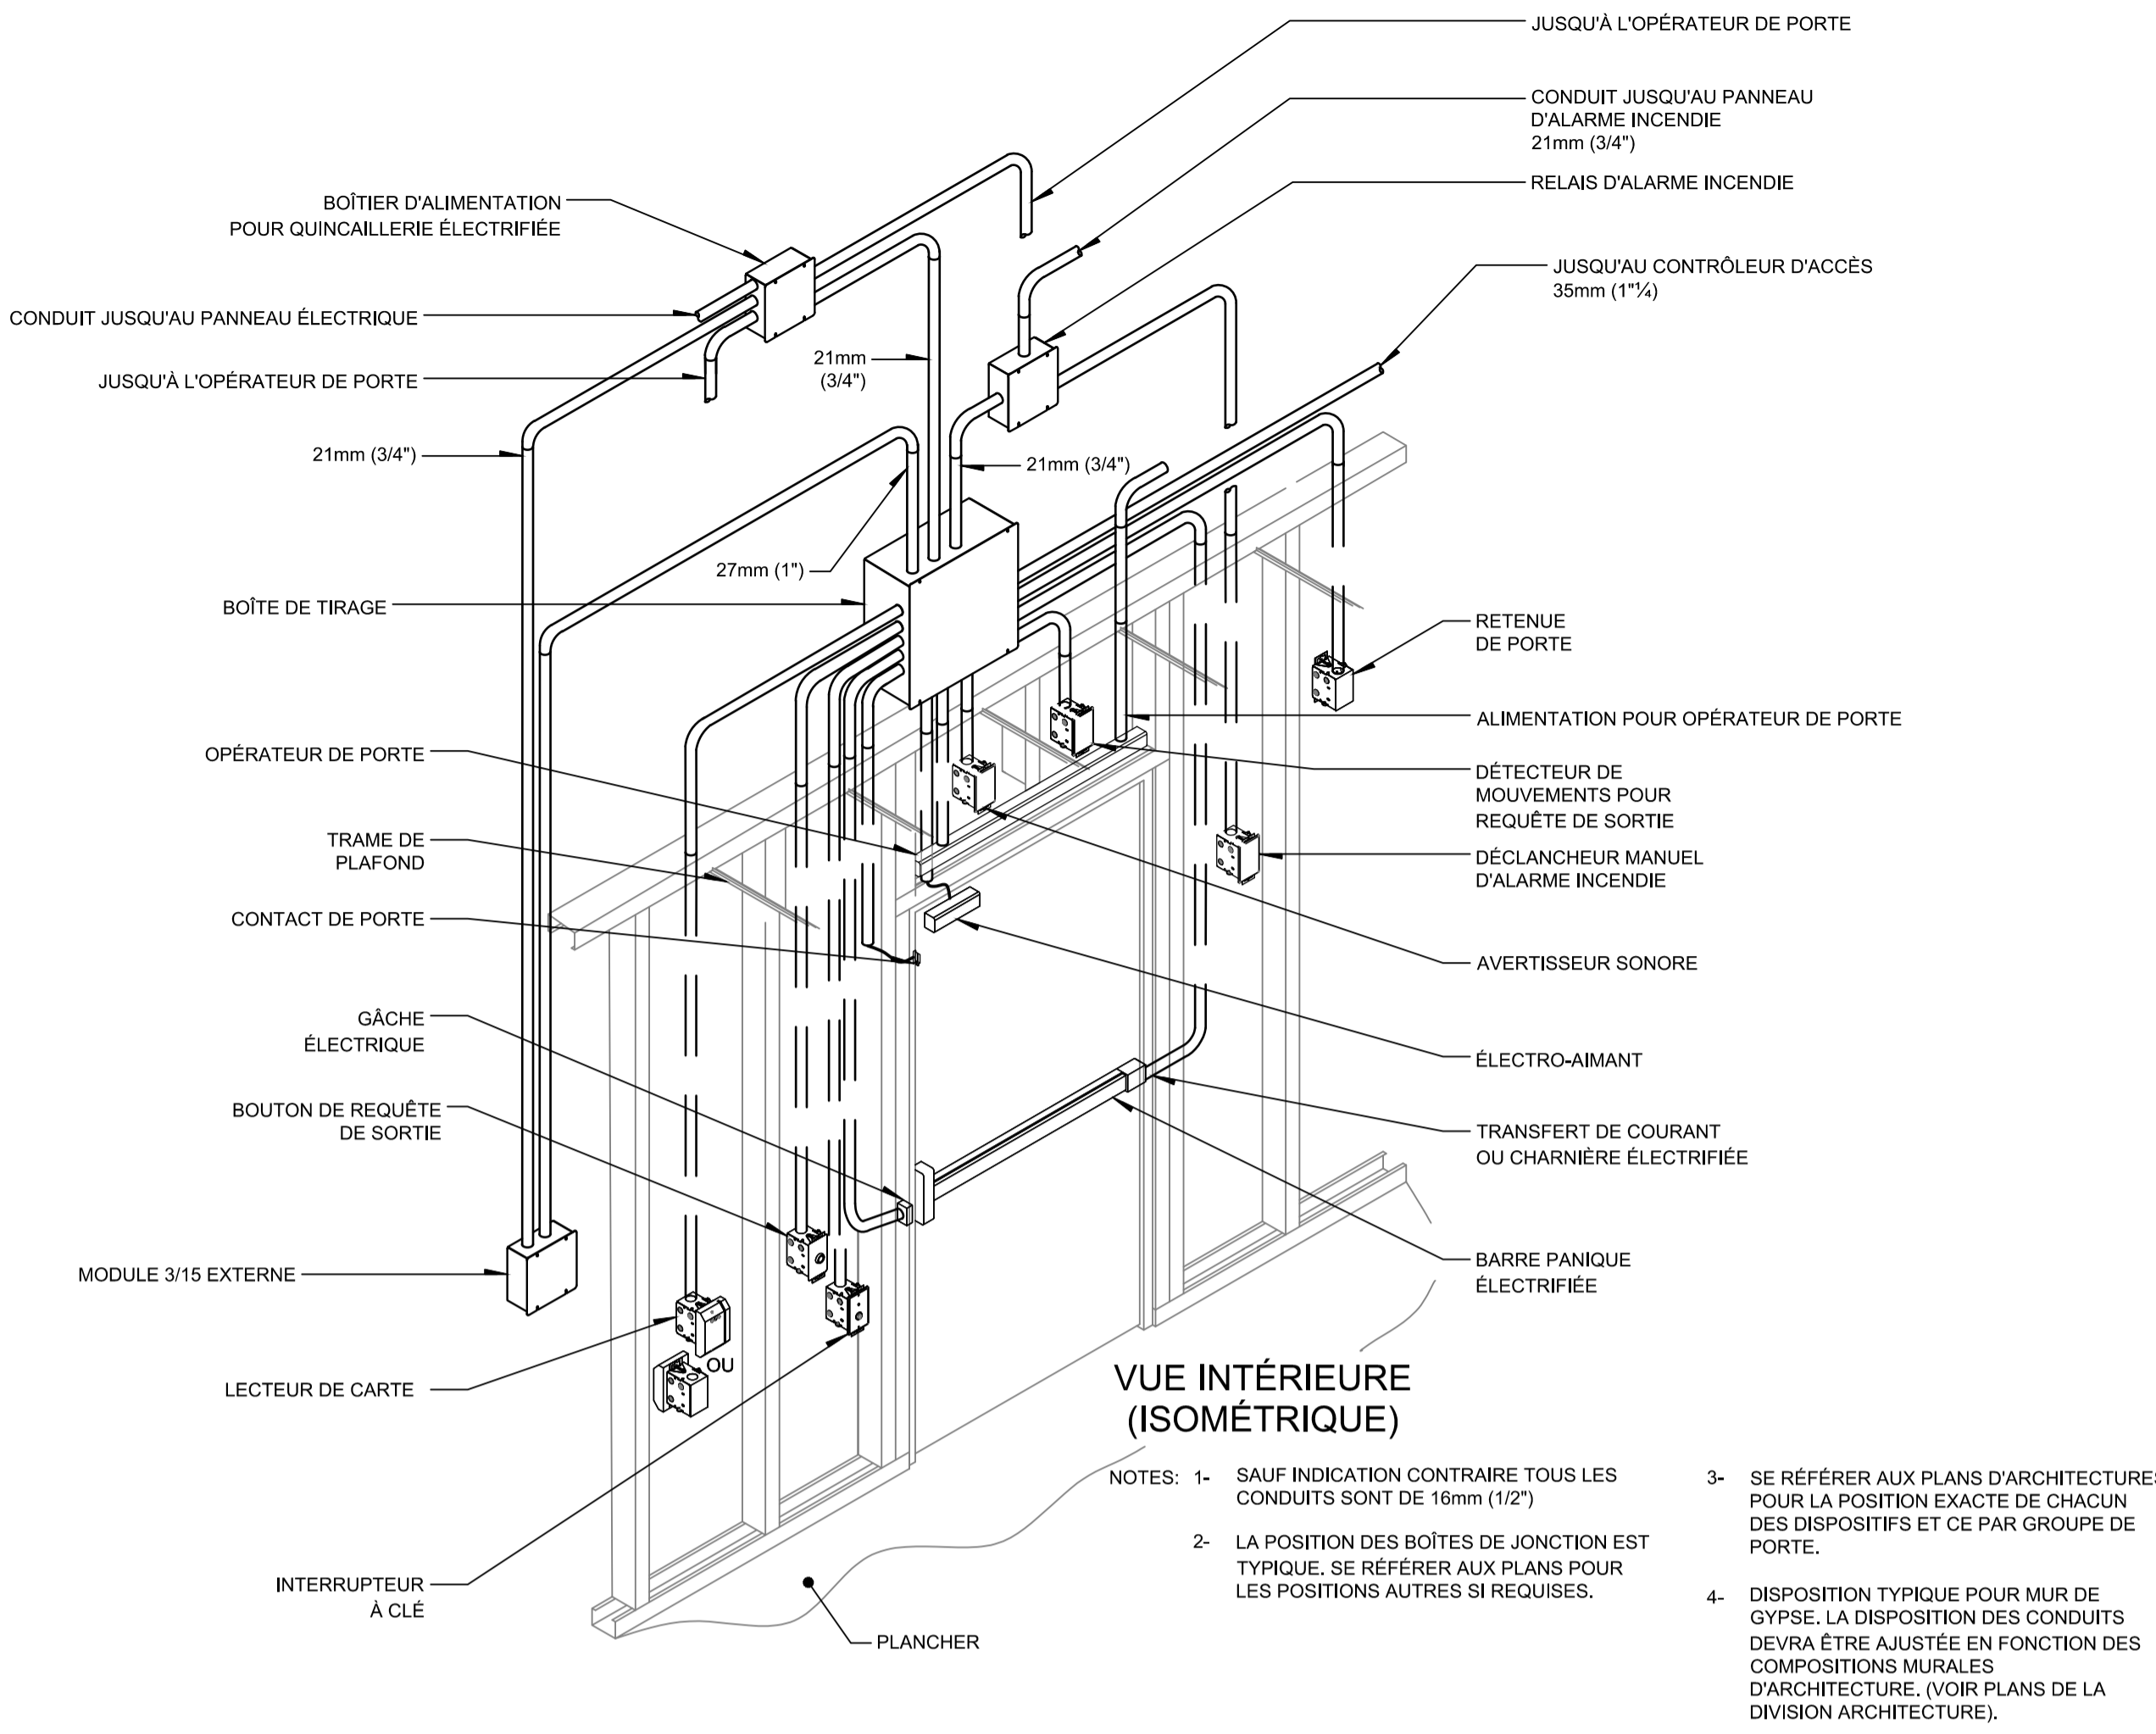 JUSQU'À L'OPÉRATEUR DE PORTE
CONDUIT JUSQU'AU PANNEAU
D'ALARME INCENDIE
21mm (3/4")
RELAIS D'ALARME INCENDIE
BOÎTIER D'ALIMENTATION
POUR QUINCAILLERIE ÉLECTRIFIÉE
JUSQU'AU CONTRÔLEUR D'ACCÈS
35mm (1"¼)
CONDUIT JUSQU'AU PANNEAU ÉLECTRIQUE
21mm
(3/4")
JUSQU'À L'OPÉRATEUR DE PORTE
21mm (3/4")
21mm (3/4")
27mm (1")
BOÎTE DE TIRAGE
RETENUE
DE PORTE
ALIMENTATION POUR OPÉRATEUR DE PORTE
OPÉRATEUR DE PORTE
DÉTECTEUR DE
MOUVEMENTS POUR
REQUÊTE DE SORTIE
TRAME DE
PLAFOND
DÉCLANCHEUR MANUEL
D'ALARME INCENDIE
CONTACT DE PORTE
AVERTISSEUR SONORE
GÂCHE
ÉLECTRIQUE
ÉLECTRO-AIMANT
BOUTON DE REQUÊTE
DE SORTIE
TRANSFERT DE COURANT
OU CHARNIÈRE ÉLECTRIFIÉE
MODULE 3/15 EXTERNE
BARRE PANIQUE
ÉLECTRIFIÉE
OU
LECTEUR DE CARTE
VUE INTÉRIEURE
(ISOMÉTRIQUE)
INTERRUPTEUR
À CLÉ
PLANCHER
NOTES: 1- SAUF INDICATION CONTRAIRE TOUS LES
CONDUITS SONT DE 16mm (1/2")
2- LA POSITION DES BOÎTES DE JONCTION EST
TYPIQUE. SE RÉFÉRER AUX PLANS POUR
LES POSITIONS AUTRES SI REQUISES.
3- SE RÉFÉRER AUX PLANS D'ARCHITECTURES
POUR LA POSITION EXACTE DE CHACUN
DES DISPOSITIFS ET CE PAR GROUPE DE
PORTE.
4- DISPOSITION TYPIQUE POUR MUR DE
GYPSE. LA DISPOSITION DES CONDUITS
DEVRA ÊTRE AJUSTÉE EN FONCTION DES
COMPOSITIONS MURALES
D'ARCHITECTURE. (VOIR PLANS DE LA
DIVISION ARCHITECTURE).